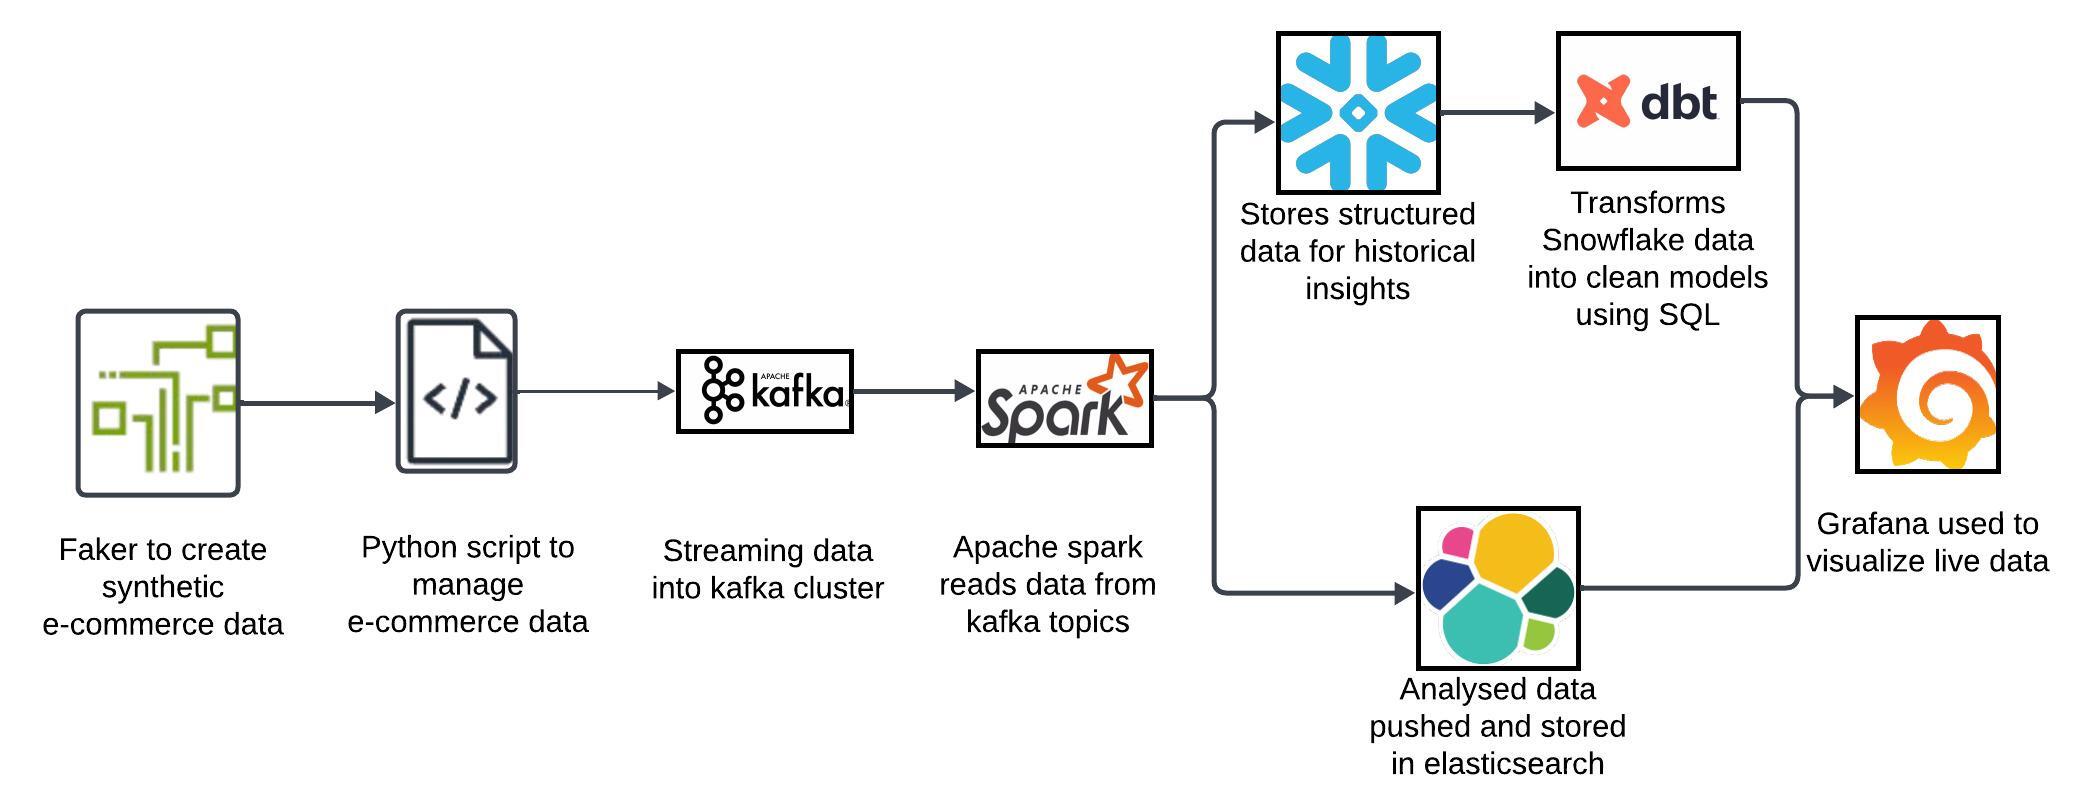 Faker to create
synthetic
e-commerce data
</>
Python script to
manage
e-commerce data
APACHE
kafka
Streaming data
into kafka cluster
APACHE
Spark
Apache spark
reads data from
kafka topics
Stores structured
data for historical
insights
dbt
Transforms
Snowflake data
into clean models
using SQL
Analysed data
pushed and stored
in elasticsearch
Grafana used to
visualize live data